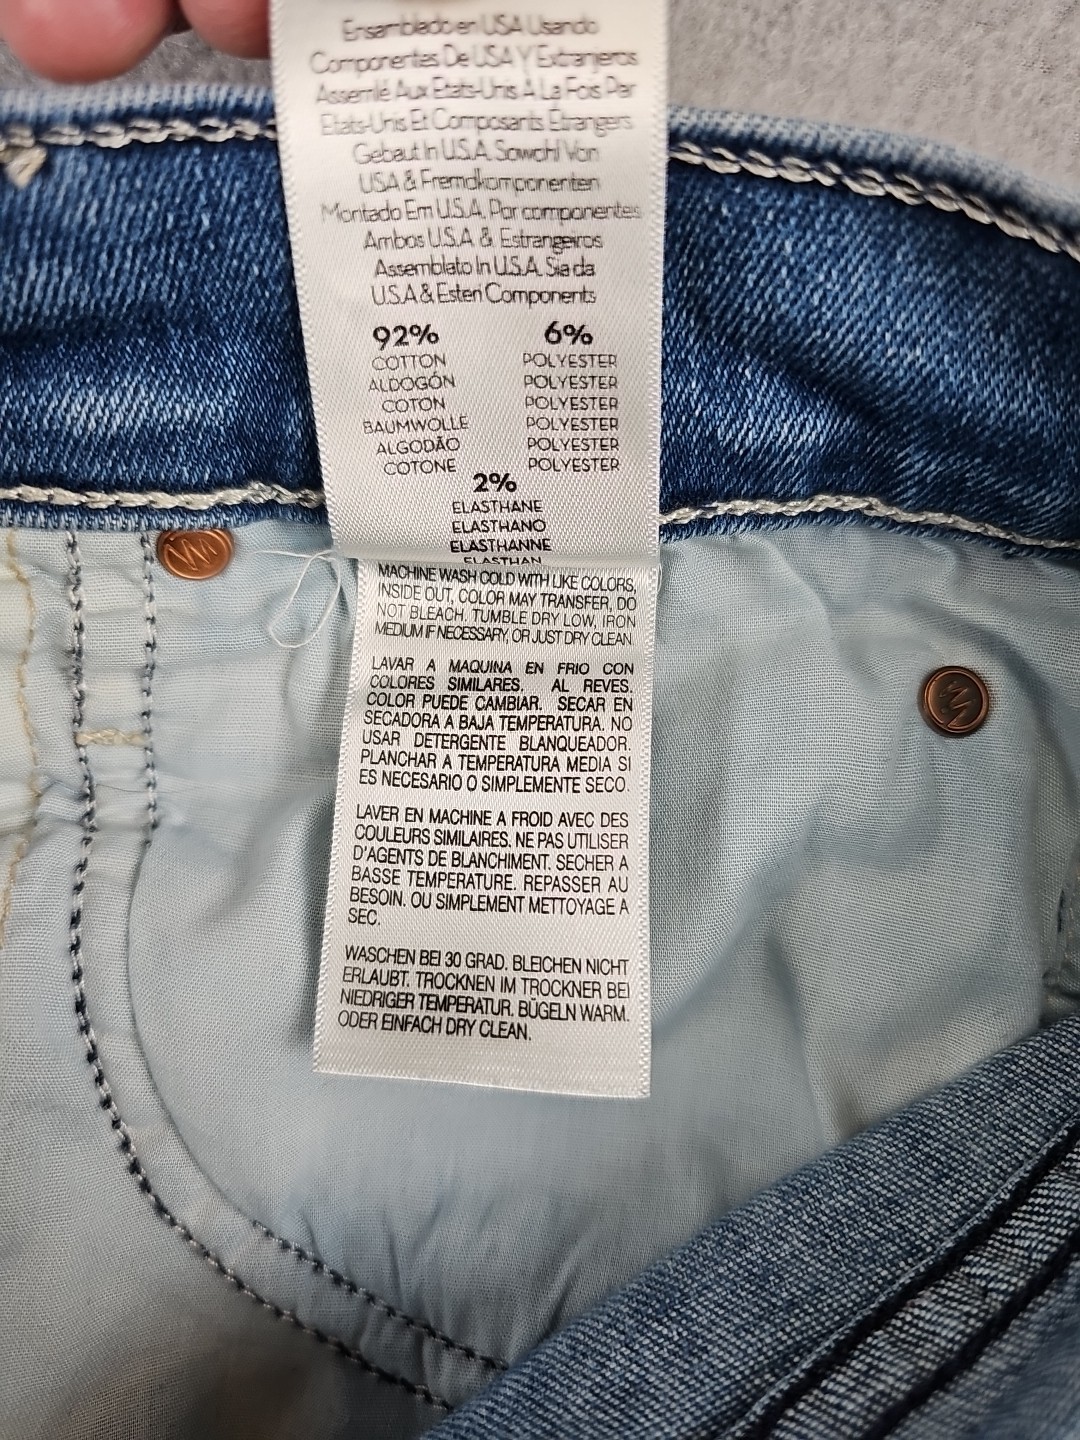 Ensamblado en USA Usando
Componentes De USA Y Extranjeros
Assemlé Aux Etats-Unis A La Fois Par
Etats-Unis Et Composants Etrangers
Gebaut In U.S.A. Sowohl Von
USA & Fremdkomponenten
Montado Em U.S.A. Por componentes
Ambos U.S.A & Estrangeiros
Assemblato In U.S.A. Sia da
U.S.A & Esteri Components
92% 6%
COTTON POLYESTER
ALDOGÓN POLYESTER
COTON POLYESTER
BAUMWOLLE POLYESTER
ALGODÃO POLYESTER
COTONE POLYESTER
2%
ELASTHANE
ELASTHANO
ELASTHANNE
ELASTHAN
MACHINE WASH COLD WITH LIKE COLORS,
INSIDE OUT, COLOR MAY TRANSFER, DO
NOT BLEACH. TUMBLE DRY LOW, IRON
MEDIUM IF NECESSARY, OR JUST DRY CLEAN.
LAVAR A MAQUINA EN FRIO CON
COLORES SIMILARES. AL REVES.
COLOR PUEDE CAMBIAR. SECAR EN
SECADORA A BAJA TEMPERATURA. NO
USAR DETERGENTE BLANQUEADOR.
PLANCHAR A TEMPERATURA MEDIA SI
ES NECESARIO O SIMPLEMENTE SECO.
LAVER EN MACHINE A FROID AVEC DES
COULEURS SIMILAIRES. NE PAS UTILISER
D'AGENTS DE BLANCHIMENT. SECHER A
BASSE TEMPERATURE. REPASSER AU
BESOIN. OU SIMPLEMENT METTOYAGE A
SEC.
WASCHEN BEI 30 GRAD. BLEICHEN NICHT
ERLAUBT. TROCKNEN IM TROCKNER BEI
NIEDRIGER TEMPERATUR. BÜGELN WARM.
ODER EINFACH DRY CLEAN.